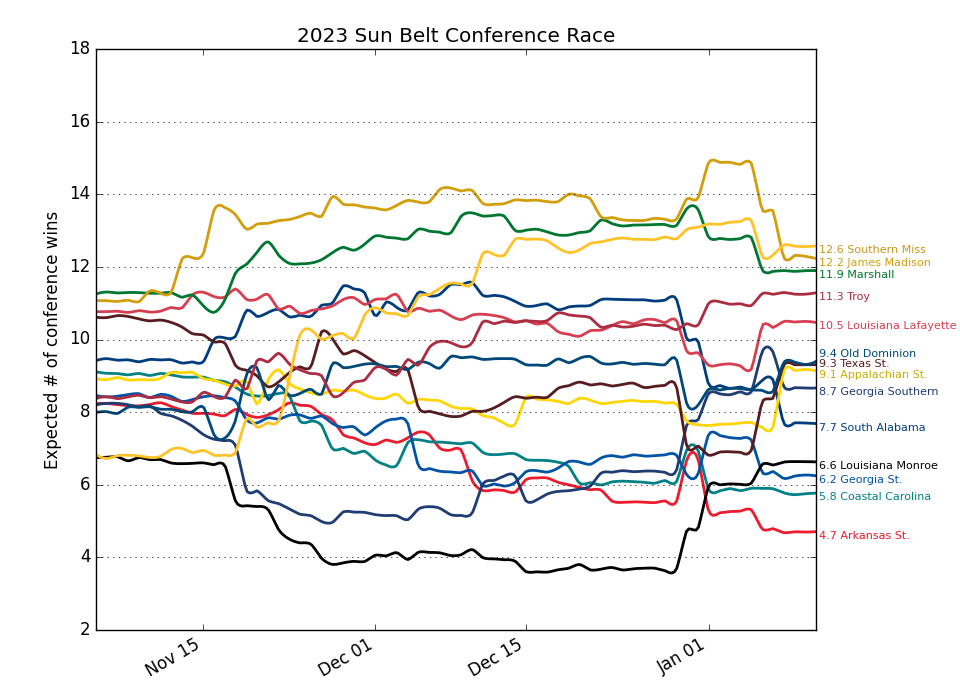 2023 Sun Belt Conference Race
Expected # of conference wins
18
16
14
12
10
8
6
4
2
Nov 15
Dec 01
Dec 15
Jan 01
12.6 Southern Miss
12.2 James Madison
11.9 Marshall
11.3 Troy
10.5 Louisiana Lafayette
9.4 Old Dominion
9.3 Texas St.
9.1 Appalachian St.
8.7 Georgia Southern
7.7 South Alabama
6.6 Louisiana Monroe
6.2 Georgia St.
5.8 Coastal Carolina
4.7 Arkansas St.